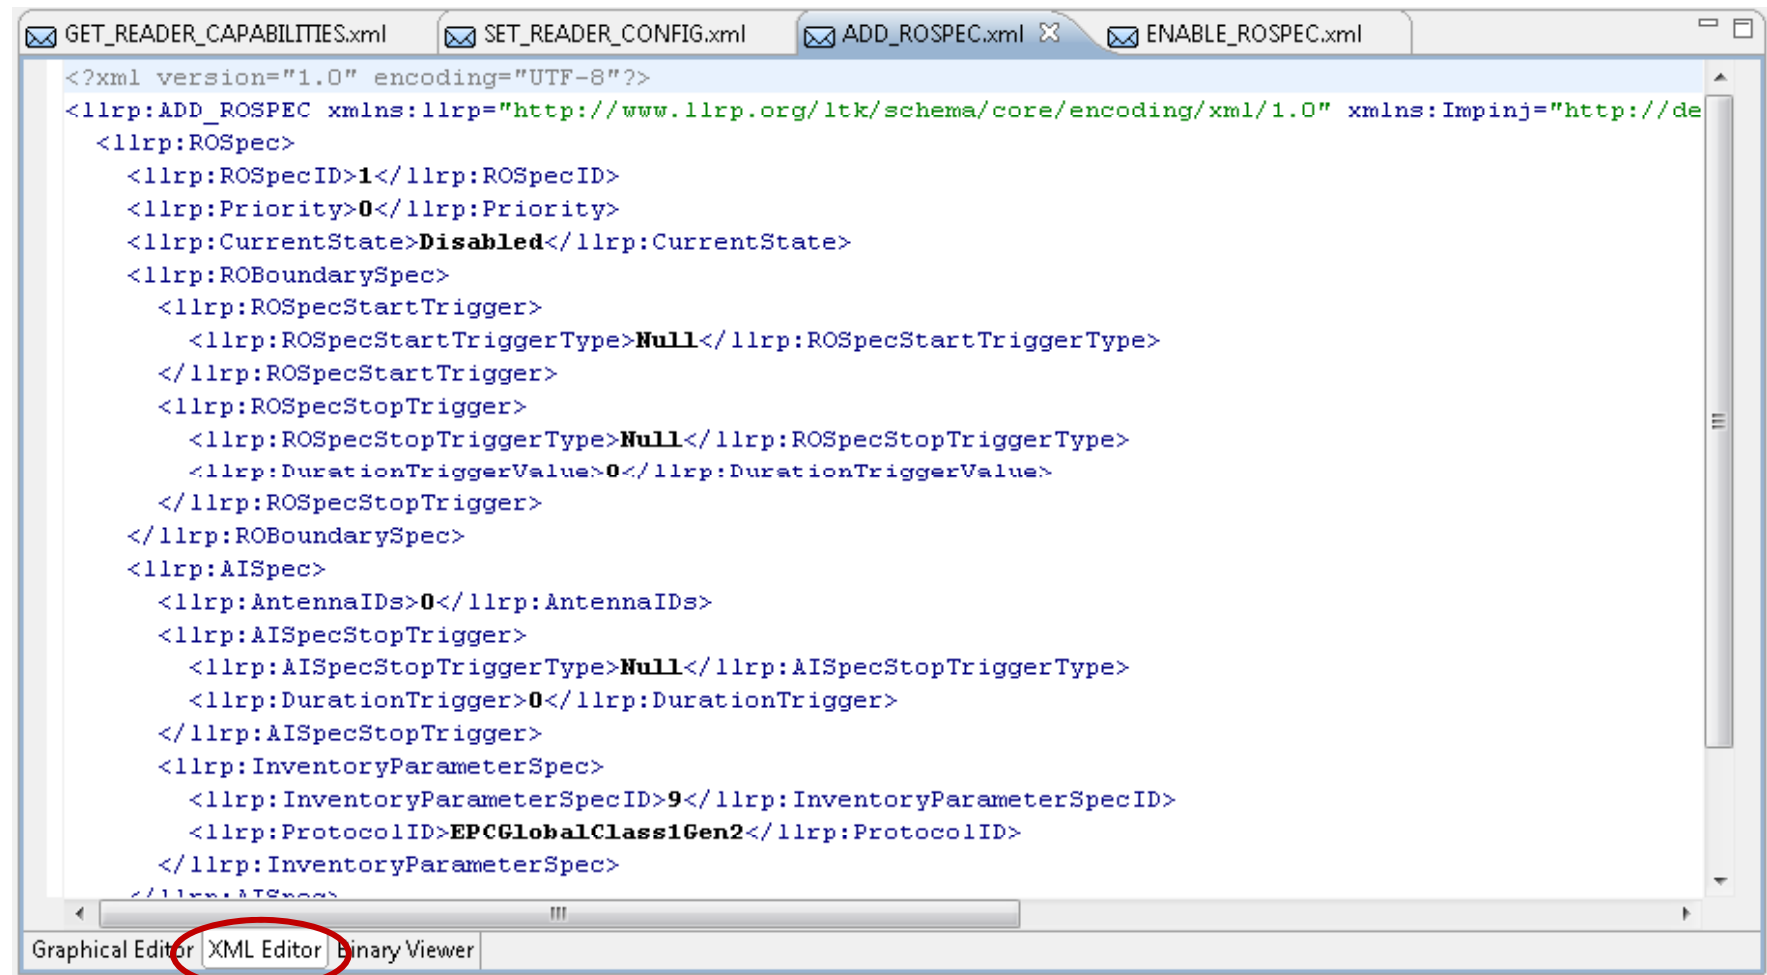 GET_READER_CAPABILITIES.xml SET_READER_CONFIG.xml ADD_ROSPEC.xml ENABLE_ROSPEC.xml
<?xml version="1.0" encoding="UTF-8"?>
<llrp:ADD_ROSPEC xmlns:llrp="http://www.llrp.org/ltk/schema/core/encoding/xml/1.0" xmlns:Impinj="http://de
<llrp:ROSpec>
<llrp:ROSpecID>1</llrp:ROSpecID>
<llrp:Priority>0</llrp:Priority>
<llrp:CurrentState>Disabled</llrp:CurrentState>
<llrp:ROBoundarySpec>
<llrp:ROSpecStartTrigger>
<llrp:ROSpecStartTriggerType>Null</llrp:ROSpecStartTriggerType>
</llrp:ROSpecStartTrigger>
<llrp:ROSpecStopTrigger>
<llrp:ROSpecStopTriggerType>Null</llrp:ROSpecStopTriggerType>
<llrp:DurationTriggerValue>0</llrp:DurationTriggerValue>
</llrp:ROSpecStopTrigger>
</llrp:ROBoundarySpec>
<llrp:AISpec>
<llrp:AntennaIDs>0</llrp:AntennaIDs>
<llrp:AISpecStopTrigger>
<llrp:AISpecStopTriggerType>Null</llrp:AISpecStopTriggerType>
<llrp:DurationTrigger>0</llrp:DurationTrigger>
</llrp:AISpecStopTrigger>
<llrp:InventoryParameterSpec>
<llrp:InventoryParameterSpecID>9</llrp:InventoryParameterSpecID>
<llrp:ProtocolID>EPCGlobalClass1Gen2</llrp:ProtocolID>
</llrp:InventoryParameterSpec>
</llrp:AISpec>
Graphical Editor XML Editor Binary Viewer